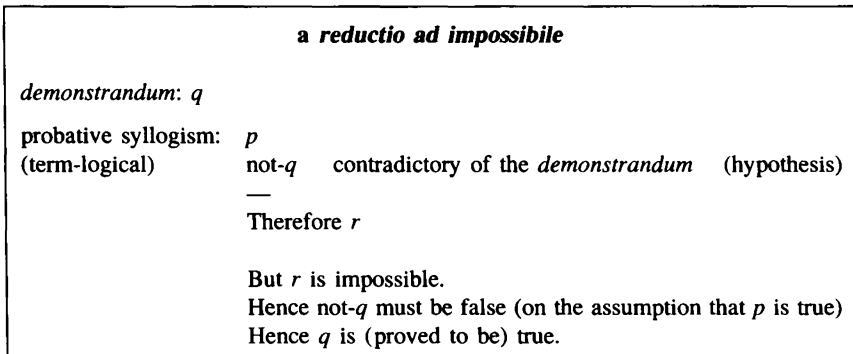 a reductio ad impossibile
demonstrandum: q
probative syllogism: p
(term-logical) not-q contradictory of the demonstrandum (hypothesis)
—
Therefore r
But r is impossible.
Hence not-q must be false (on the assumption that p is true)
Hence q is (proved to be) true.